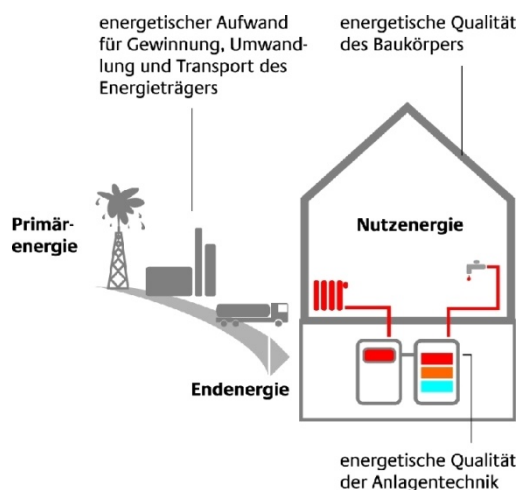 energetischer Aufwand
für Gewinnung, Umwand-
lung und Transport des
Energieträgers
energetische Qualität
des Baukörpers
Primär-
energie
Nutzenergie
Endenergie
energetische Qualität
der Anlagentechnik